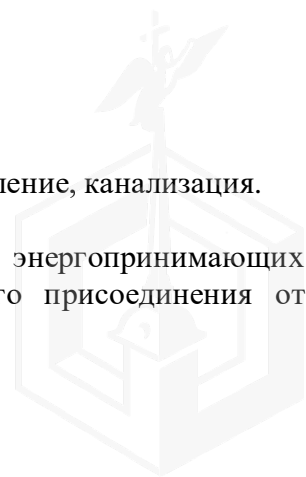 ление, канализация.
энергопринимающих
го присоединения от